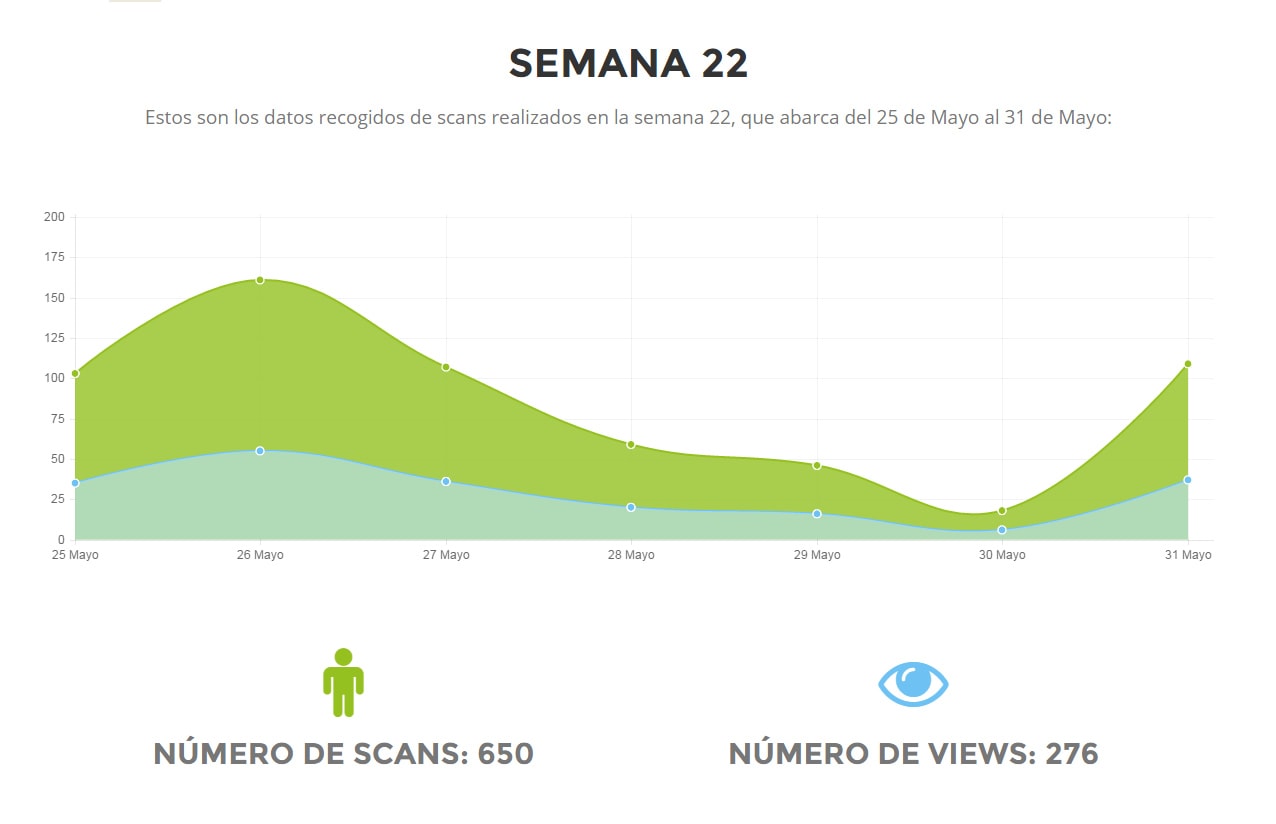 SEMANA 22
Estos son los datos recogidos de scans realizados en la semana 22, que abarca del 25 de Mayo al 31 de Mayo:
200
175
150
125
100
75
50
25
0
25 Mayo 26 Mayo 27 Mayo 28 Mayo 29 Mayo 30 Mayo 31 Mayo
NÚMERO DE SCANS: 650 NÚMERO DE VIEWS: 276